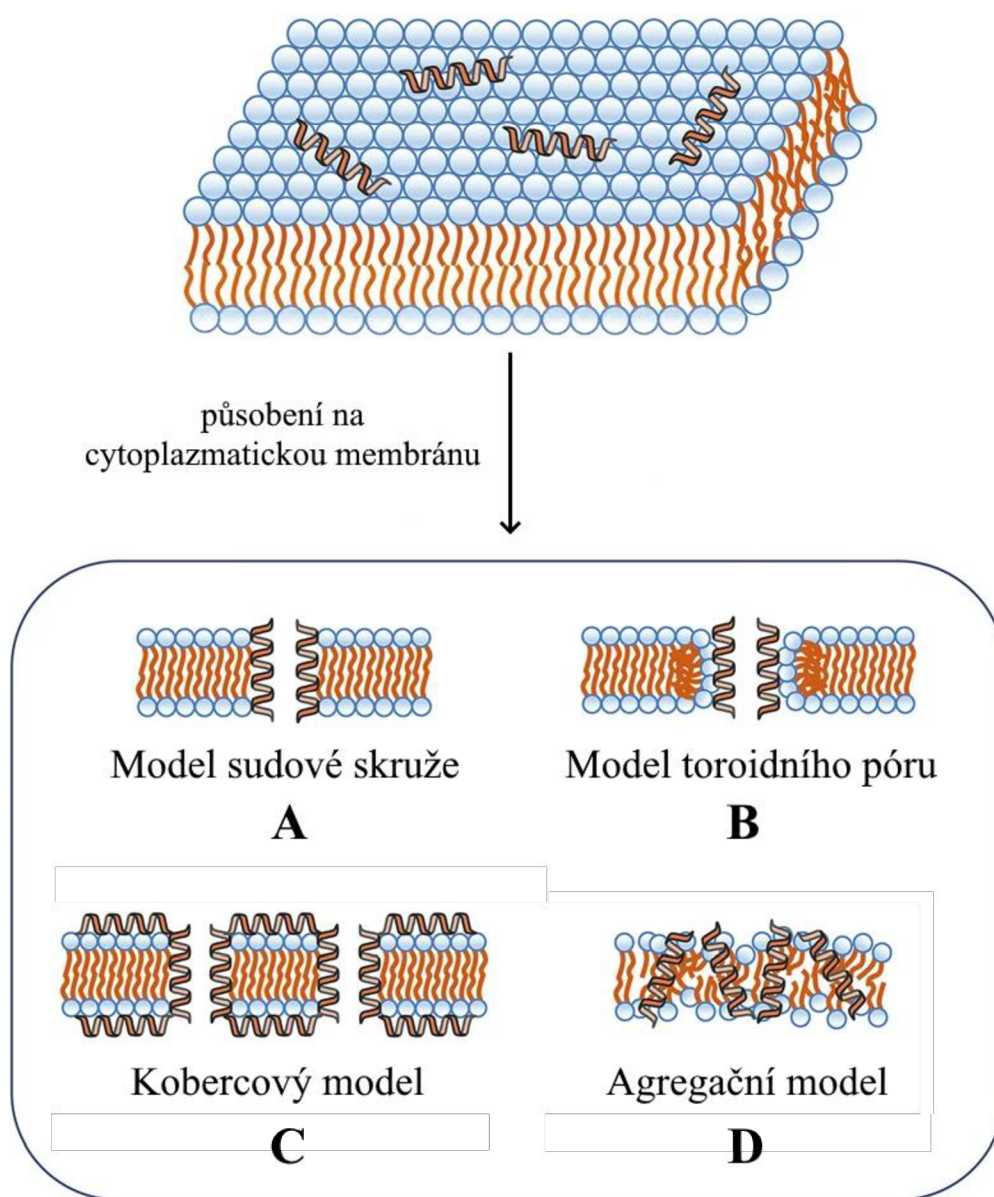 působení na
cytoplazmatickou membránu
Model sudové skruže
A
Model toroidního póru
B
Kobercový model
C
Agregační model
D